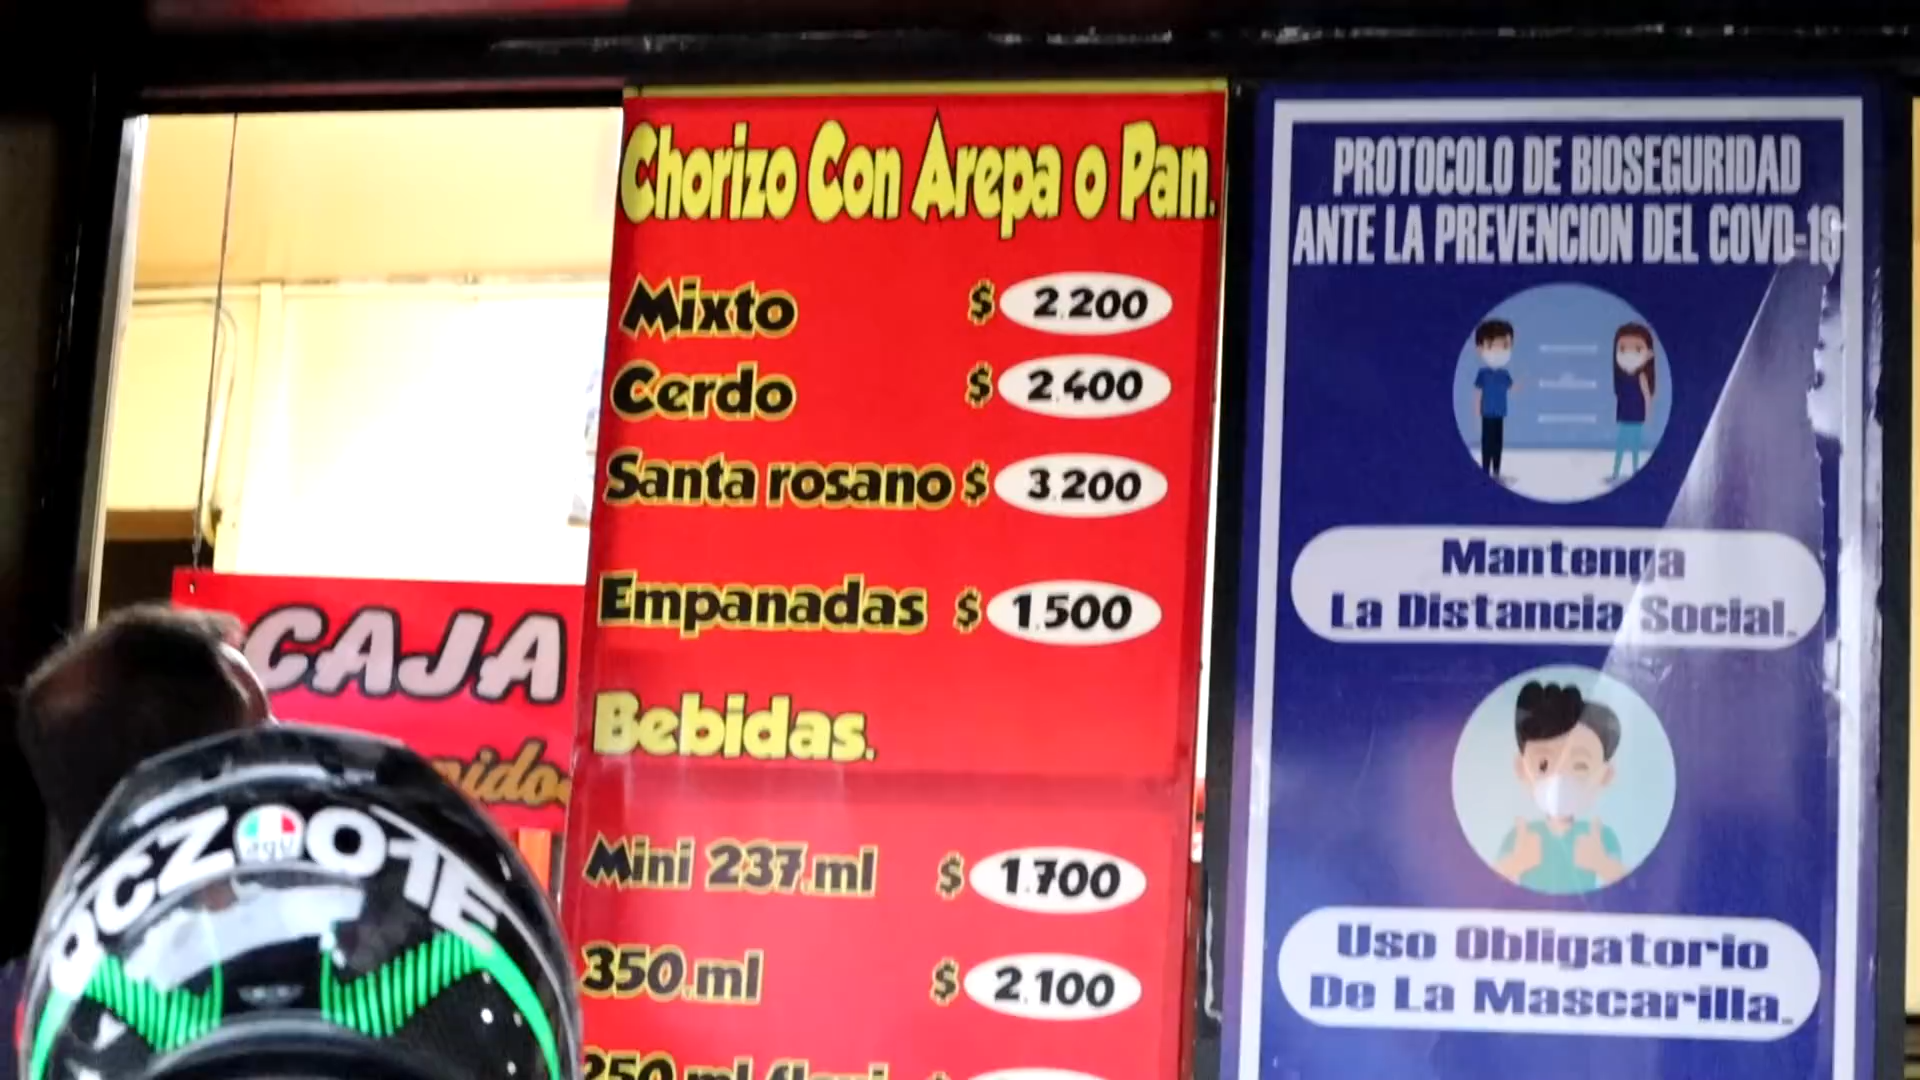 Chorizo Con Arepa o Pan.
Mixto $ 2.200
Cerdo $ 2.400
Santa rosano $ 3.200
Empanadas $ 1.500
Bebidas.
Mini 237.ml $ 1.700
350.ml $ 2.100
CAJA
agv
PROTOCOLO DE BIOSEGURIDAD
ANTE LA PREVENCION DEL COVD-19
Mantenga
La Distancia Social.
Uso Obligatorio
De La Mascarilla.